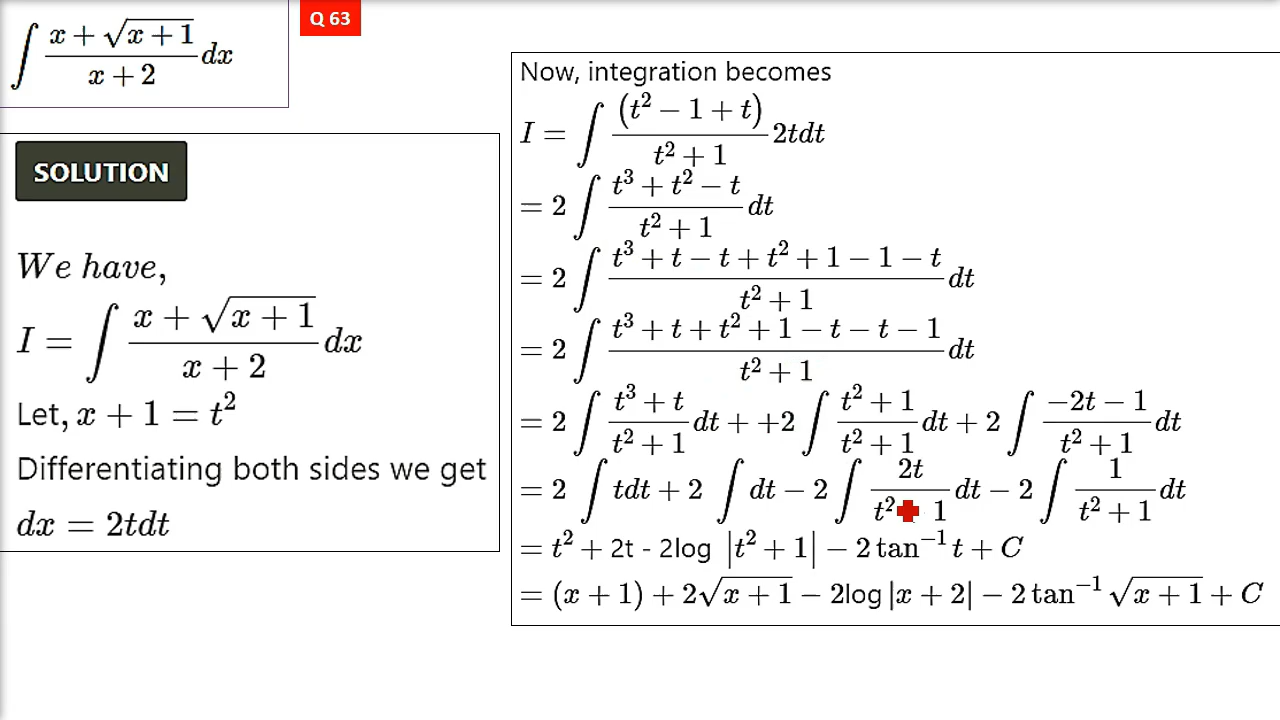 ∫ (x + √(x + 1))/(x + 2) dx
Q 63
SOLUTION
We have,
I = ∫ (x + √(x + 1))/(x + 2) dx
Let, x + 1 = t²
Differentiating both sides we get
dx = 2tdt
Now, integration becomes
I = ∫ (t² − 1 + t)/(t² + 1) 2tdt
= 2 ∫ (t³ + t² − t)/(t² + 1) dt
= 2 ∫ (t³ + t − t + t² + 1 − 1 − t)/(t² + 1) dt
= 2 ∫ (t³ + t + t² + 1 − t − t − 1)/(t² + 1) dt
= 2 ∫ (t³ + t)/(t² + 1) dt + +2 ∫ (t² + 1)/(t² + 1) dt + 2 ∫ (−2t − 1)/(t² + 1) dt
= 2 ∫ tdt + 2 ∫ dt − 2 ∫ 2t/(t² + 1) dt − 2 ∫ 1/(t² + 1) dt
= t² + 2t - 2log |t² + 1| − 2 tan⁻¹ t + C
= (x + 1) + 2√(x + 1) − 2log |x + 2| − 2 tan⁻¹ √(x + 1) + C